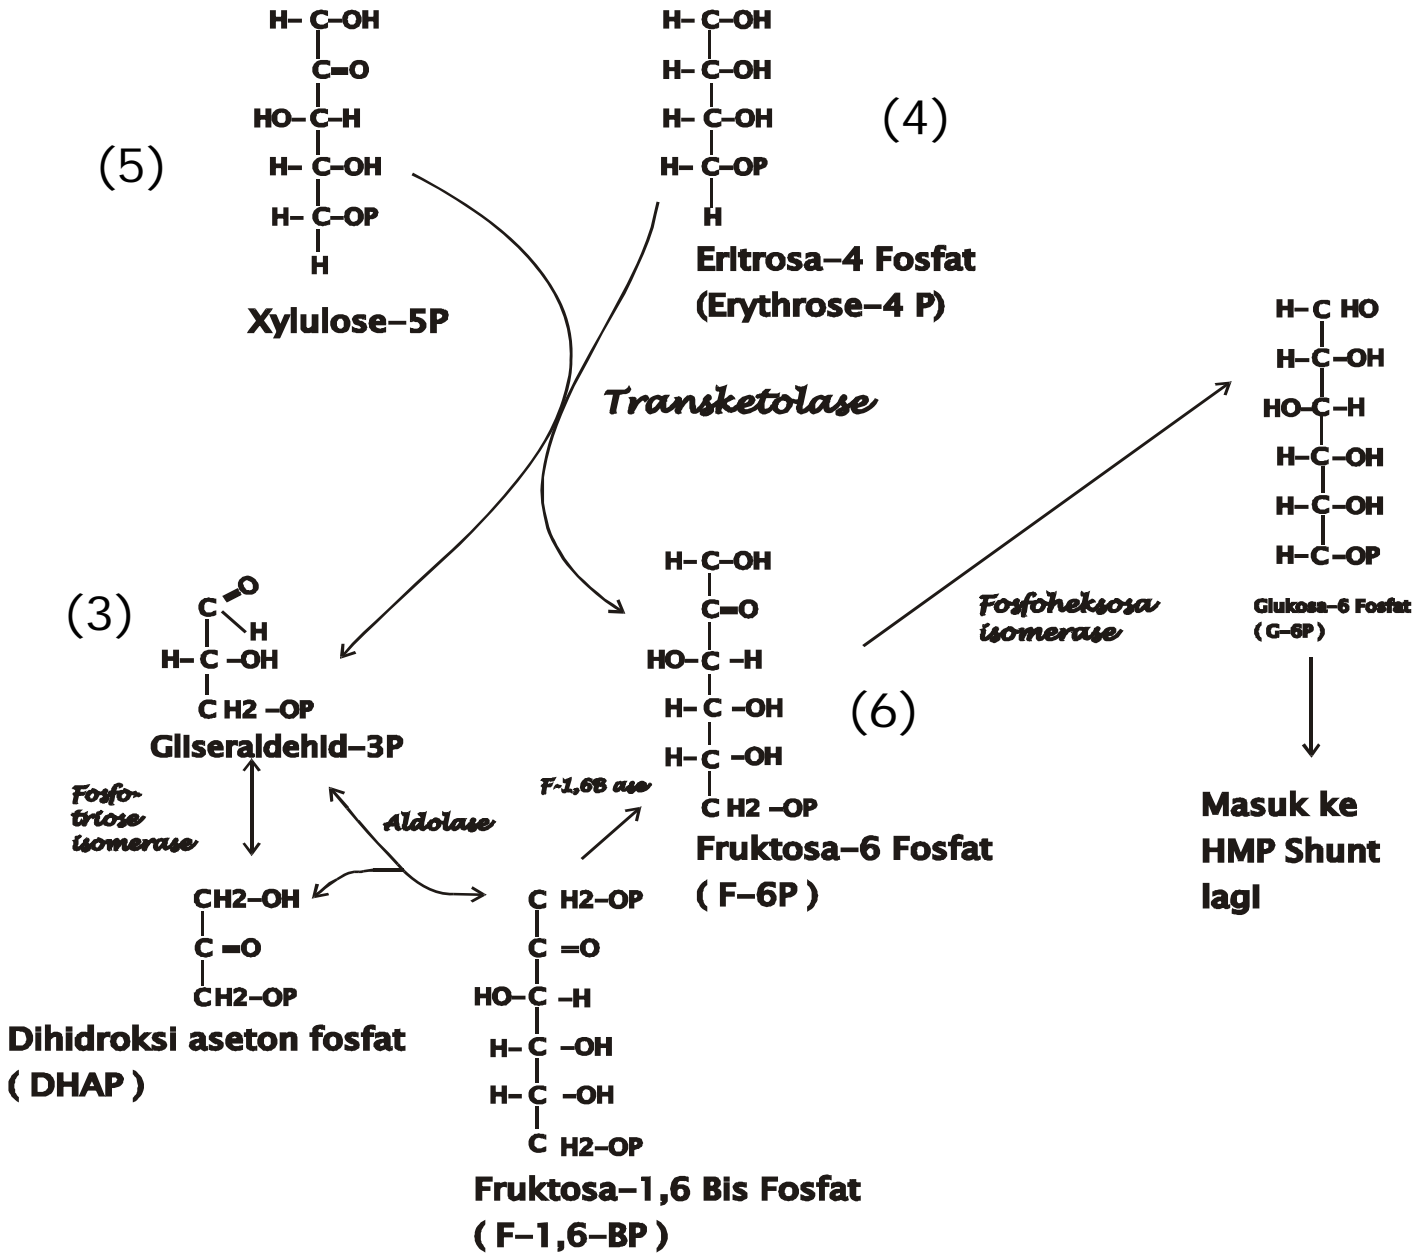 H– C–OH
C=O
HO– C–H
H– C–OH
H– C–OP
H
(5)
Xylulose–5P
H– C–OH
H– C–OH
H– C–OH
H– C–OP
H
(4)
Eritrosa–4 Fosfat
(Erythrose–4 P)
Transketolase
H– C HO
H–C–OH
HO–C–H
H–C–OH
H–C–OH
H–C–OP
Glukosa–6 Fosfat
( G–6P )
Masuk ke
HMP Shunt
lagi
Fosfoheksosa
isomerase
(3)
C=O
H
H– C –OH
C H2 –OP
Gliseraldehid–3P
H– C–OH
C=O
HO– C –H
H– C –OH
H– C –OH
C H2 –OP
(6)
Fruktosa–6 Fosfat
( F–6P )
Fosfo-
triose
isomerase
Aldolase
F-1,6B ase
CH2–OH
C =O
CH2–OP
Dihidroksi aseton fosfat
( DHAP )
C H2–OP
C =O
HO– C –H
H– C –OH
H– C –OH
C H2–OP
Fruktosa–1,6 Bis Fosfat
( F–1,6–BP )